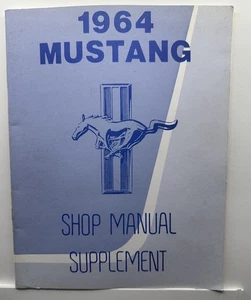 1964
MUSTANG
SHOP MANUAL
SUPPLEMENT